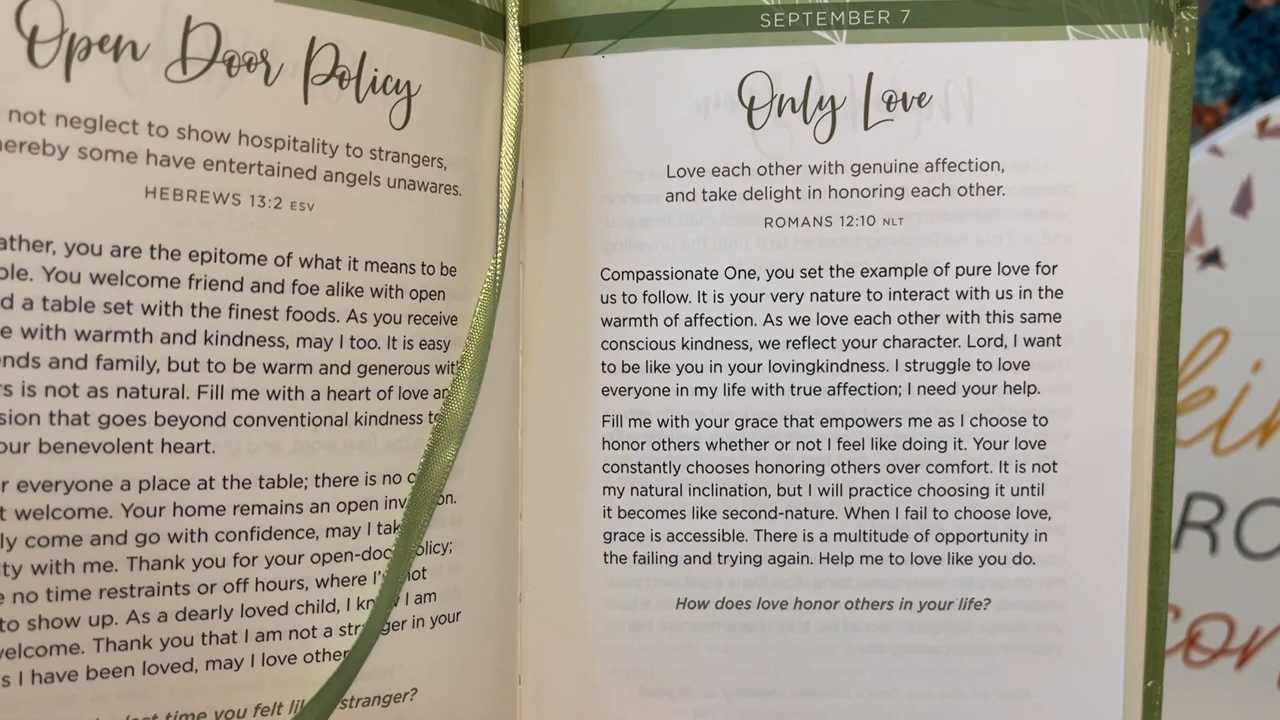 Open Door Policy
not neglect to show hospitality to strangers,
some have entertained angels unawares.
HEBREWS 13:2 ESV
you are the epitome of what it means to be
You welcome friend and foe alike with open
a table set with the finest foods. As you receive
with warmth and kindness, may I too. It is easy
and family, but to be warm and generous
is not as natural. Fill me with a heart of love
that goes beyond conventional kindness
benevolent heart.
everyone a place at the table; there is no
welcome. Your home remains an open
come and go with confidence, may I
with me. Thank you for your
no time restraints or off hours, where
to show up. As a dearly loved child, I I am
Thank you that I am not a in your
I have been loved, may I love
time you felt stranger?
SEPTEMBER 7
Only Love
Love each other with genuine affection,
and take delight in honoring each other.
ROMANS 12:10 NLT
Compassionate One, you set the example of pure love for
us to follow. It is your very nature to interact with us in the
warmth of affection. As we love each other with this same
conscious kindness, we reflect your character. Lord, I want
to be like you in your lovingkindness. I struggle to love
everyone in my life with true affection; I need your help.
Fill me with your grace that empowers me as I choose to
honor others whether or not I feel like doing it. Your love
constantly chooses honoring others over comfort. It is not
my natural inclination, but I will practice choosing it until
it becomes like second-nature. When I fail to choose love,
grace is accessible. There is a multitude of opportunity in
the failing and trying again. Help me to love like you do.
How does love honor others in your life?